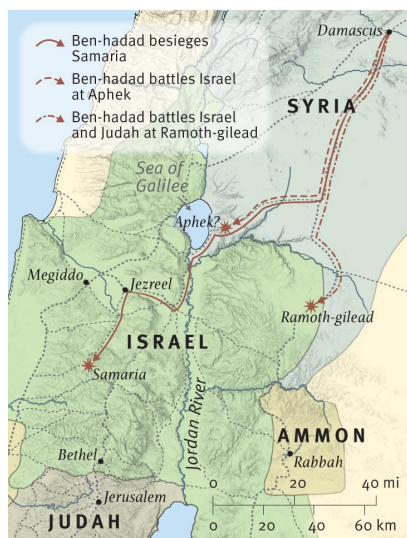 Ben-hadad besieges
Samaria
Ben-hadad battles Israel
at Aphek
Ben-hadad battles Israel
and Judah at Ramoth-gilead
Damascus
SYRIA
Sea of
Galilee
Aphek?
Megiddo
Jezreel
Ramoth-gilead
ISRAEL
Samaria
Jordan River
AMMON
Bethel
Rabbah
0 20 40 mi
Jerusalem
JUDAH
0 20 40 60 km